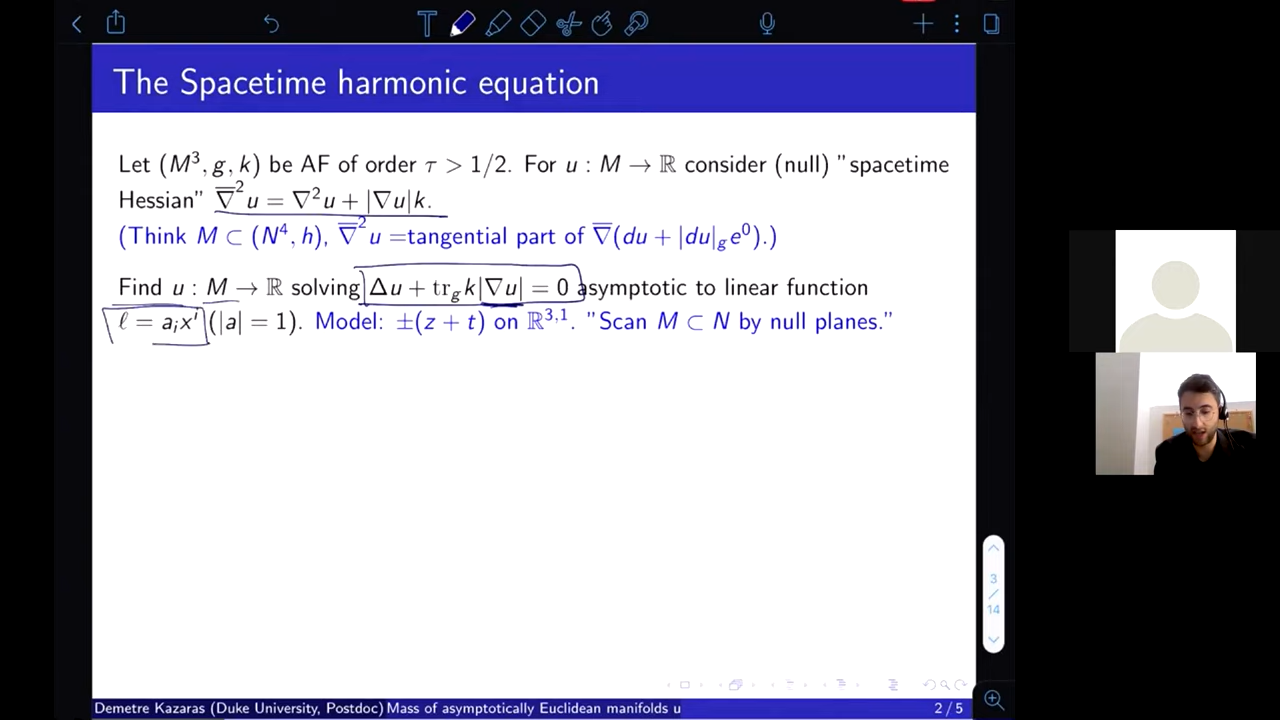 The Spacetime harmonic equation
Let (M³, g, k) be AF of order τ > 1/2. For u : M → ℝ consider (null) "spacetime
Hessian" ∇̅²u = ∇²u + |∇u|k.
(Think M ⊂ (N⁴, h), ∇̅²u =tangential part of ∇̅(du + |du|_g e⁰).)
Find u : M → ℝ solving Δu + tr_g k|∇u| = 0 asymptotic to linear function
ℓ = a_i x^i (|a| = 1). Model: ±(z + t) on ℝ^{3,1}. "Scan M ⊂ N by null planes."
3
/
14
Demetre Kazaras (Duke University, Postdoc) Mass of asymptotically Euclidean manifolds u
2 / 5